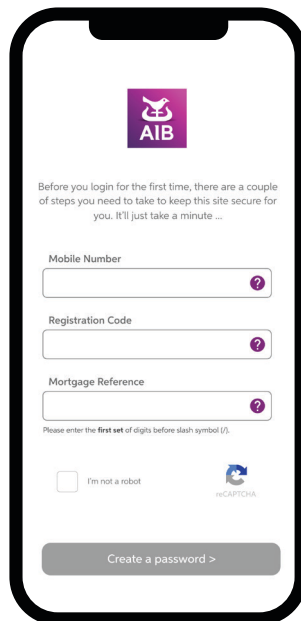 AIB
Before you login for the first time, there are a couple
of steps you need to take to keep this site secure for
you. It'll just take a minute ...
Mobile Number
?
Registration Code
?
Mortgage Reference
?
Please enter the first set of digits before slash symbol (/).
I'm not a robot
reCAPTCHA
Create a password >